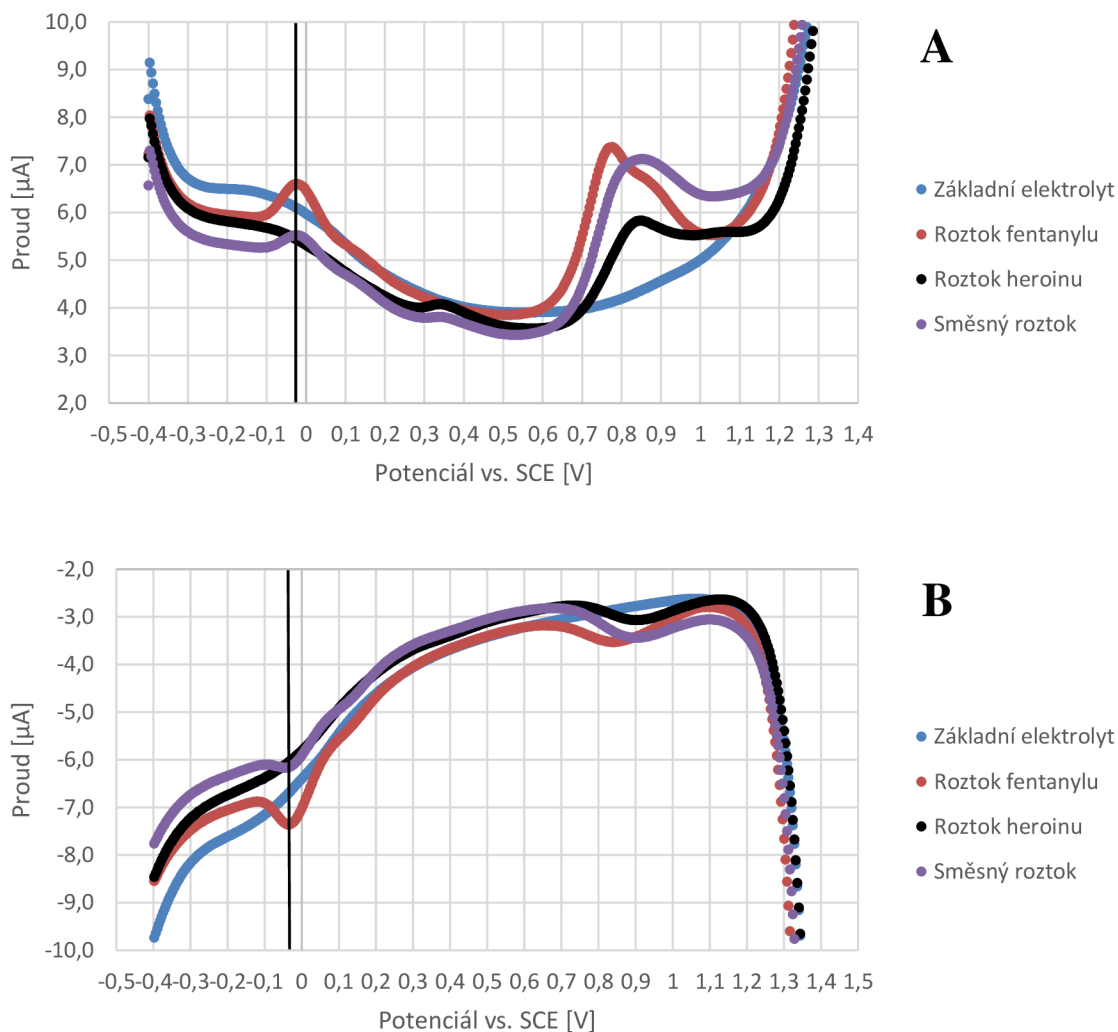 A
10,0
9,0
8,0
7,0
6,0
5,0
4,0
3,0
2,0
Proud [µA]
-0,5 -0,4 -0,3 -0,2 -0,1 0 0,1 0,2 0,3 0,4 0,5 0,6 0,7 0,8 0,9 1 1,1 1,2 1,3 1,4
Potenciál vs. SCE [V]
Základní elektrolyt
Roztok fentanylu
Roztok heroinu
Směsný roztok
B
-2,0
-3,0
-4,0
-5,0
-6,0
-7,0
-8,0
-9,0
-10,0
Proud [µA]
-0,5 -0,4 -0,3 -0,2 -0,1 0 0,1 0,2 0,3 0,4 0,5 0,6 0,7 0,8 0,9 1 1,1 1,2 1,3 1,4 1,5
Potenciál vs. SCE [V]
Základní elektrolyt
Roztok fentanylu
Roztok heroinu
Směsný roztok